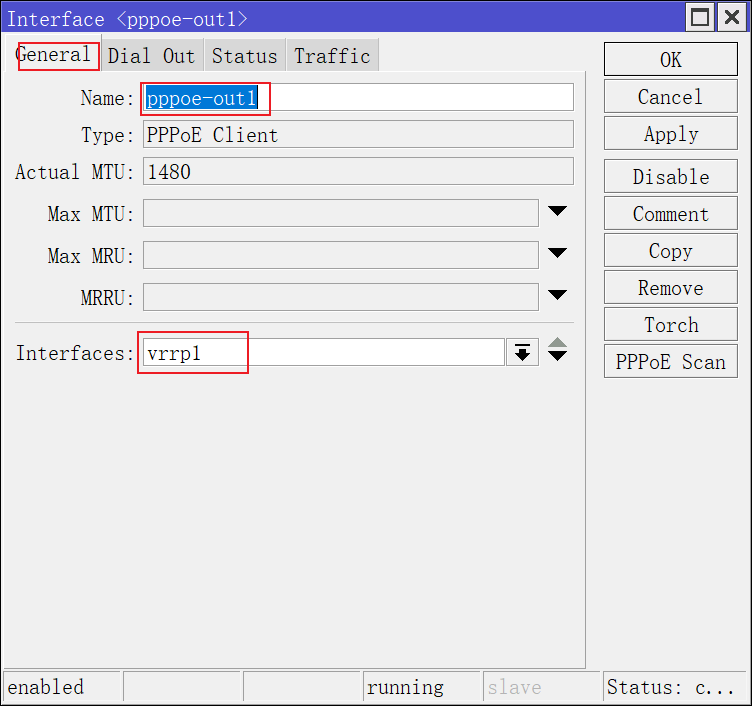 Interface <pppoe-out1>
General Dial Out Status Traffic
Name: pppoe-out1
Type: PPPoE Client
Actual MTU: 1480
Max MTU:
Max MRU:
MRRU:
Interfaces: vrrp1
OK
Cancel
Apply
Disable
Comment
Copy
Remove
Torch
PPPoE Scan
enabled running slave Status: c...